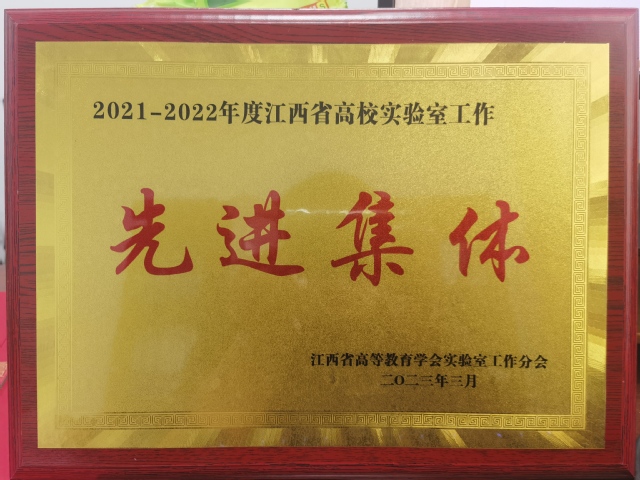 2021-2022年度江西省高校实验室工作
先进集体
江西省高等教育学会实验室工作分会
二〇二三年三月